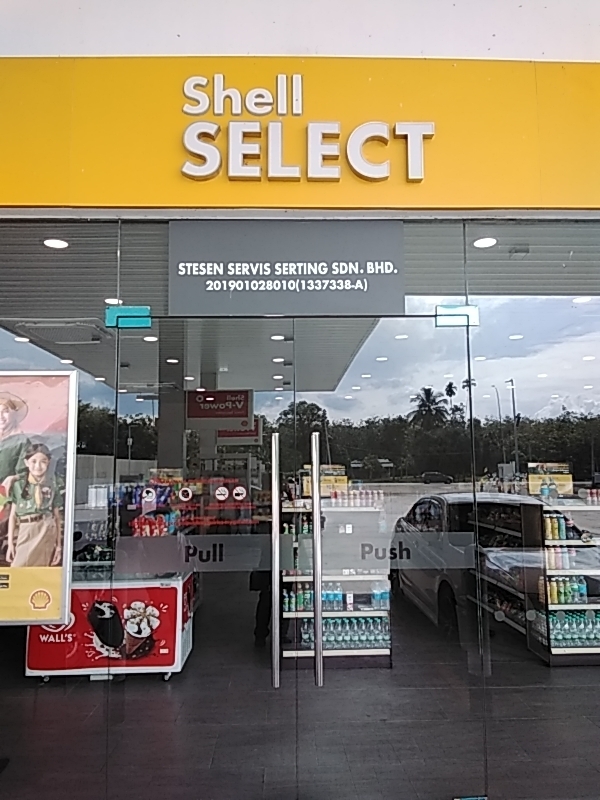 Shell
SELECT
STESEN SERVIS SERTING SDN. BHD.
201901028010(1337338-A)
Shell
V-Power
Pull
Push
WALL'S